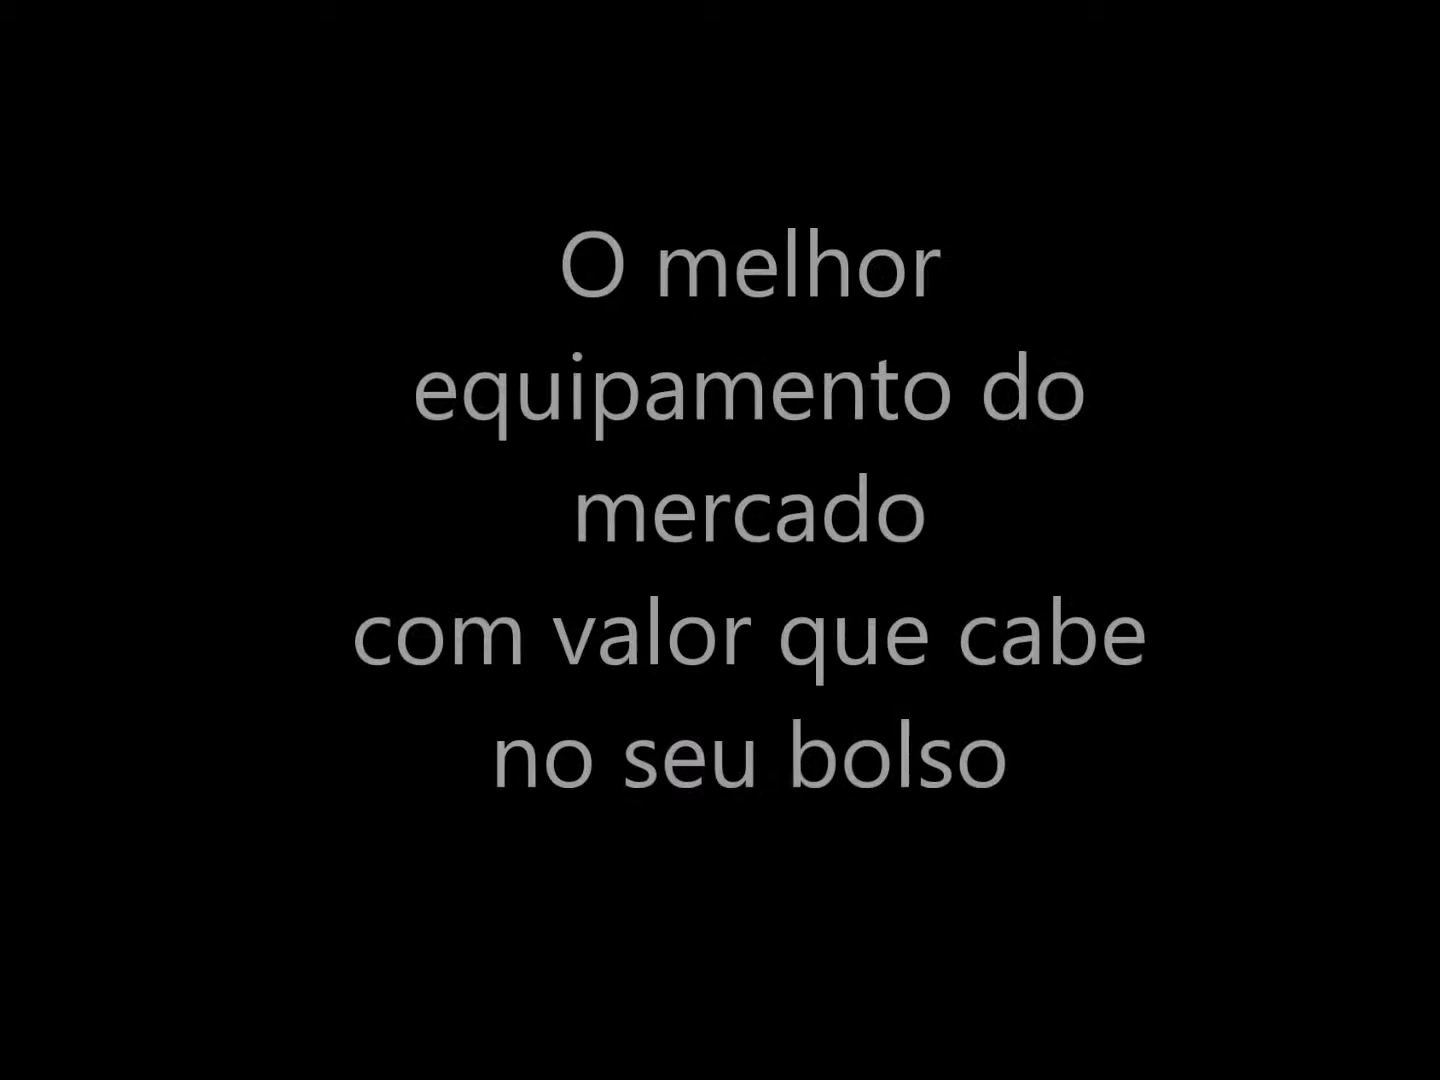 O melhor
equipamento do
mercado
com valor que cabe
no seu bolso